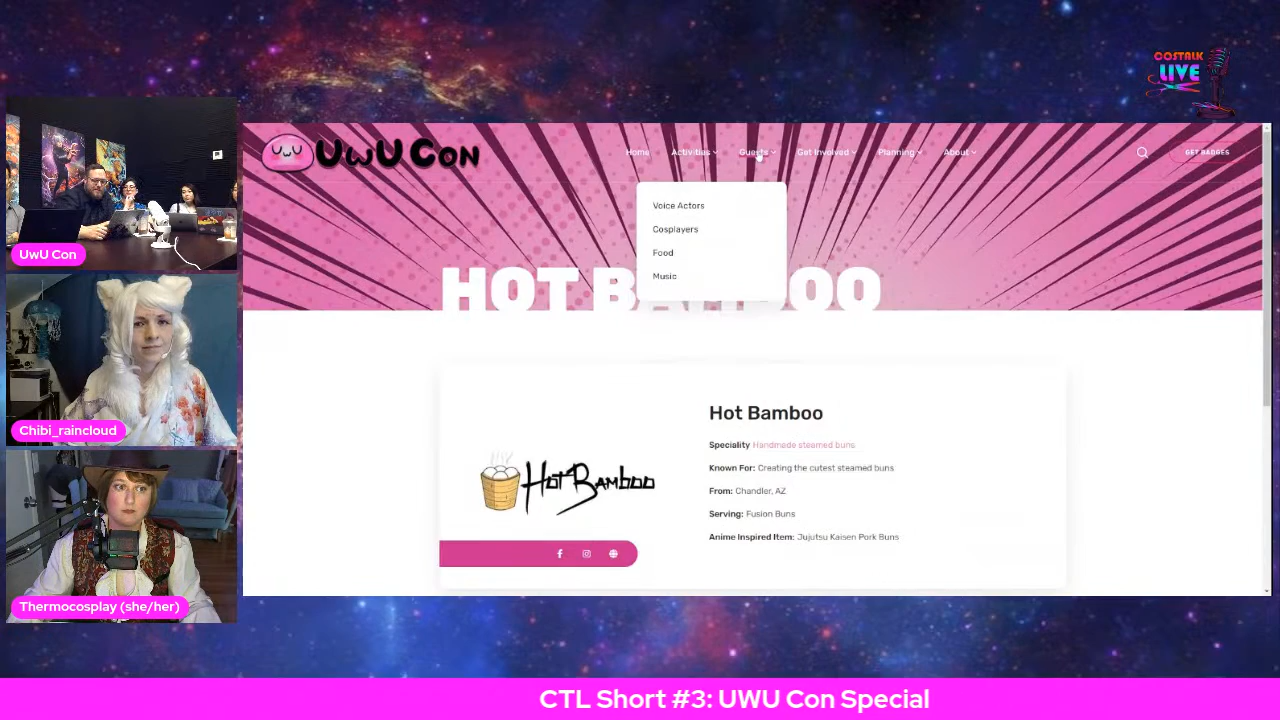 COSTALK
LIVE
UwU Con
Home
Activities
Guests
Get Involved
Planning
About
GET BADGES
Voice Actors
Cosplayers
Food
Music
HOT BAMBOO
UwU Con
Chibi_raincloud
Thermocosplay (she/her)
HotBamboo
Hot Bamboo
Speciality Handmade steamed buns
Known For: Creating the cutest steamed buns
From: Chandler, AZ
Serving: Fusion Buns
Anime Inspired Item: Jujutsu Kaisen Pork Buns
CTL Short #3: UWU Con Special